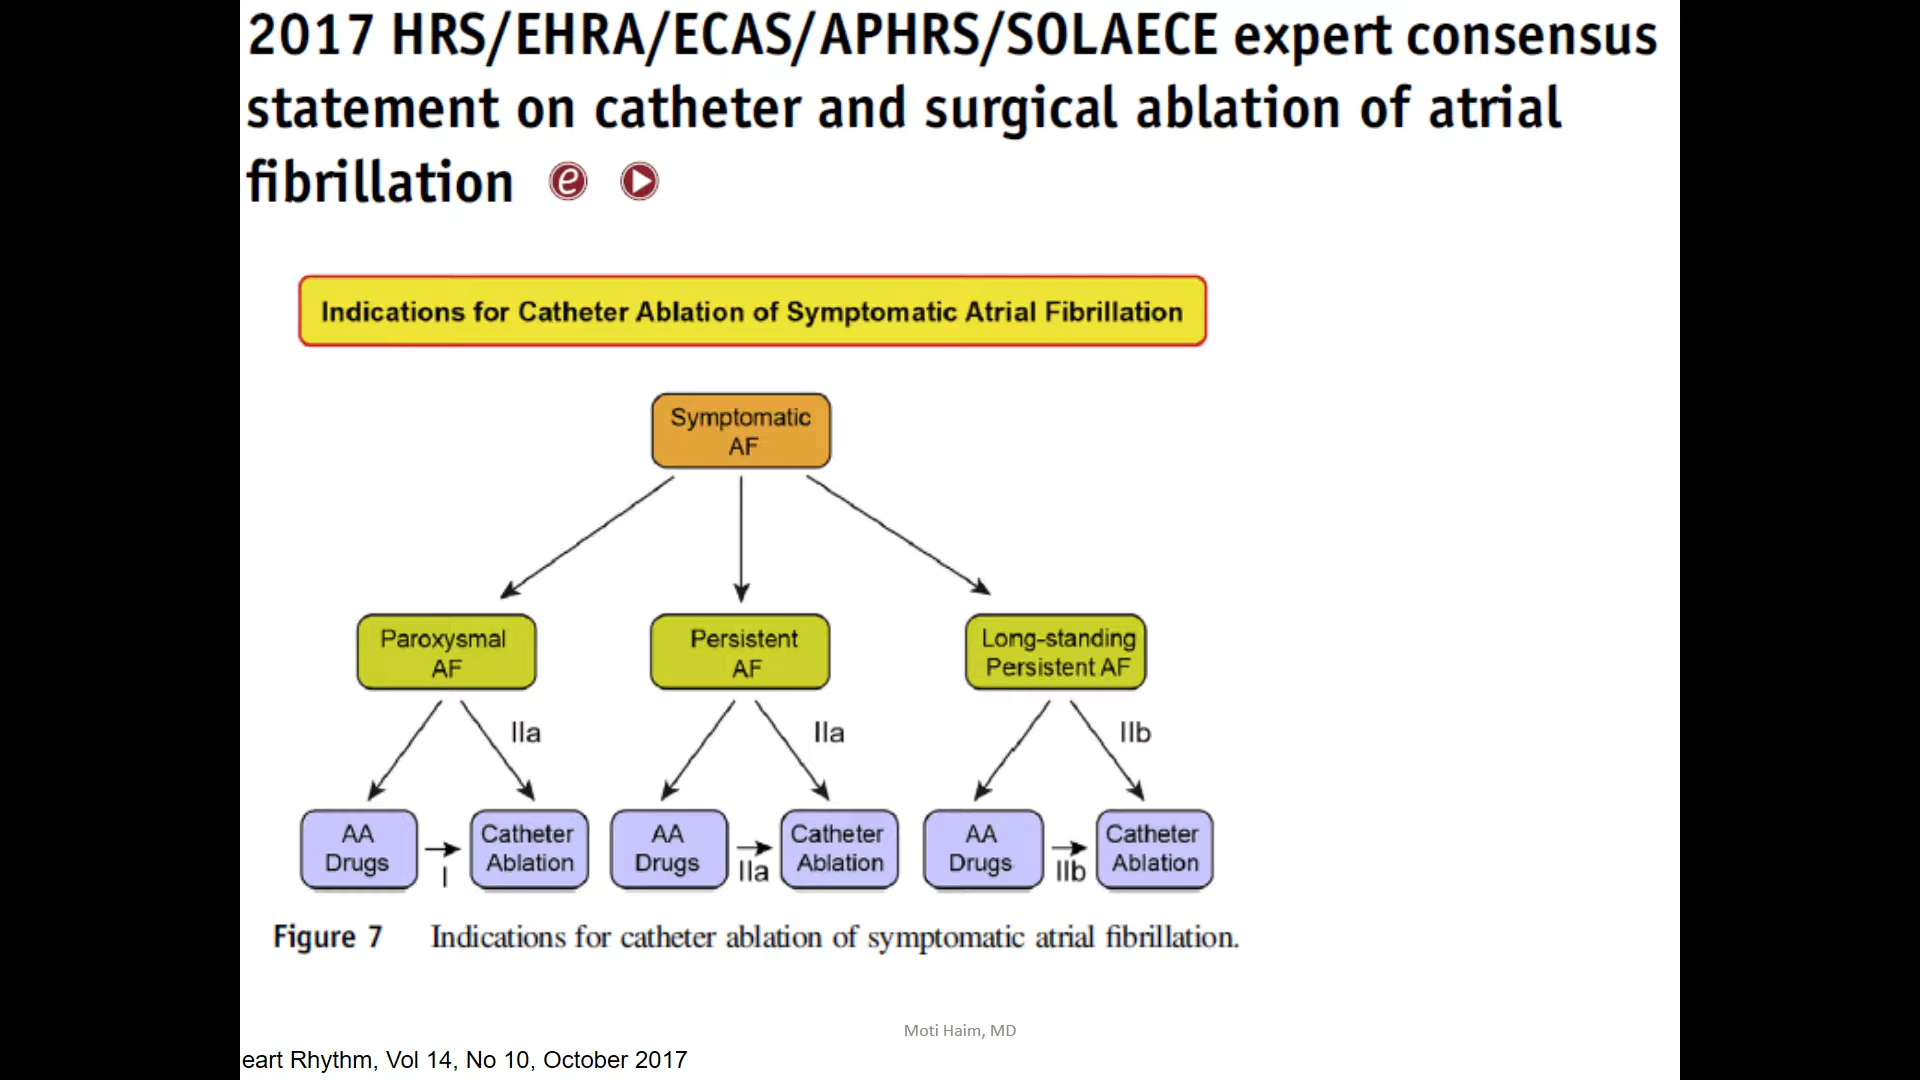 2017 HRS/EHRA/ECAS/APHRS/SOLAECE expert consensus
statement on catheter and surgical ablation of atrial
fibrillation
Indications for Catheter Ablation of Symptomatic Atrial Fibrillation
Symptomatic
AF
Paroxysmal
AF
Persistent
AF
Long-standing
Persistent AF
IIa
IIa
IIb
AA
Drugs
I
Catheter
Ablation
AA
Drugs
IIa
Catheter
Ablation
AA
Drugs
IIb
Catheter
Ablation
Figure 7 Indications for catheter ablation of symptomatic atrial fibrillation.
Moti Haim, MD
eart Rhythm, Vol 14, No 10, October 2017